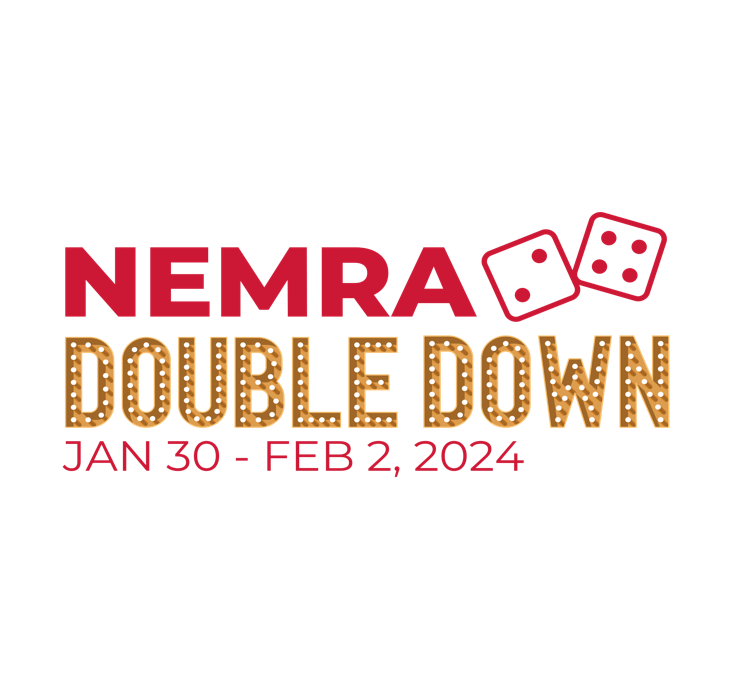 NEMRA
DOUBLE DOWN
JAN 30 - FEB 2, 2024